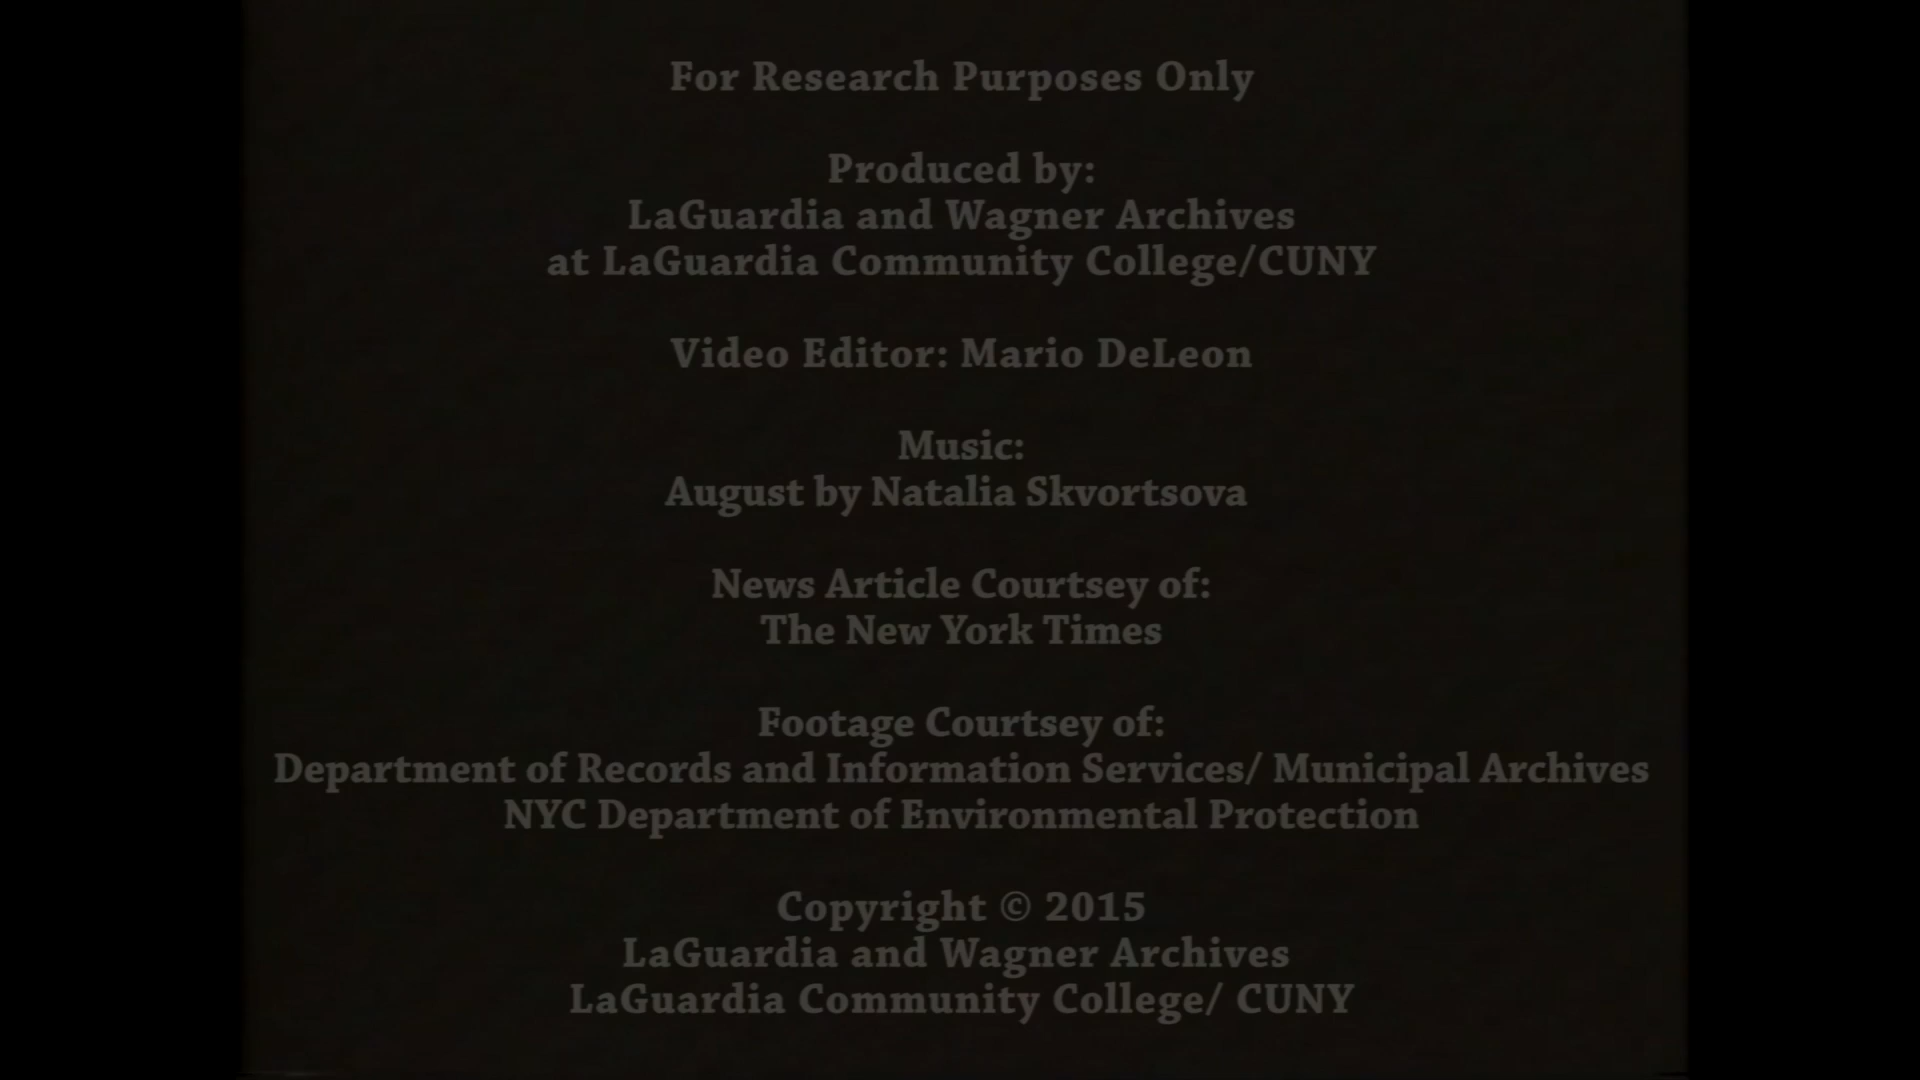 For Research Purposes Only
Produced by:
LaGuardia and Wagner Archives
at LaGuardia Community College/CUNY
Video Editor: Mario DeLeon
Music:
August by Natalia Skvortsova
News Article Courtsey of:
The New York Times
Footage Courtsey of:
Department of Records and Information Services/ Municipal Archives
NYC Department of Environmental Protection
Copyright © 2015
LaGuardia and Wagner Archives
LaGuardia Community College/ CUNY